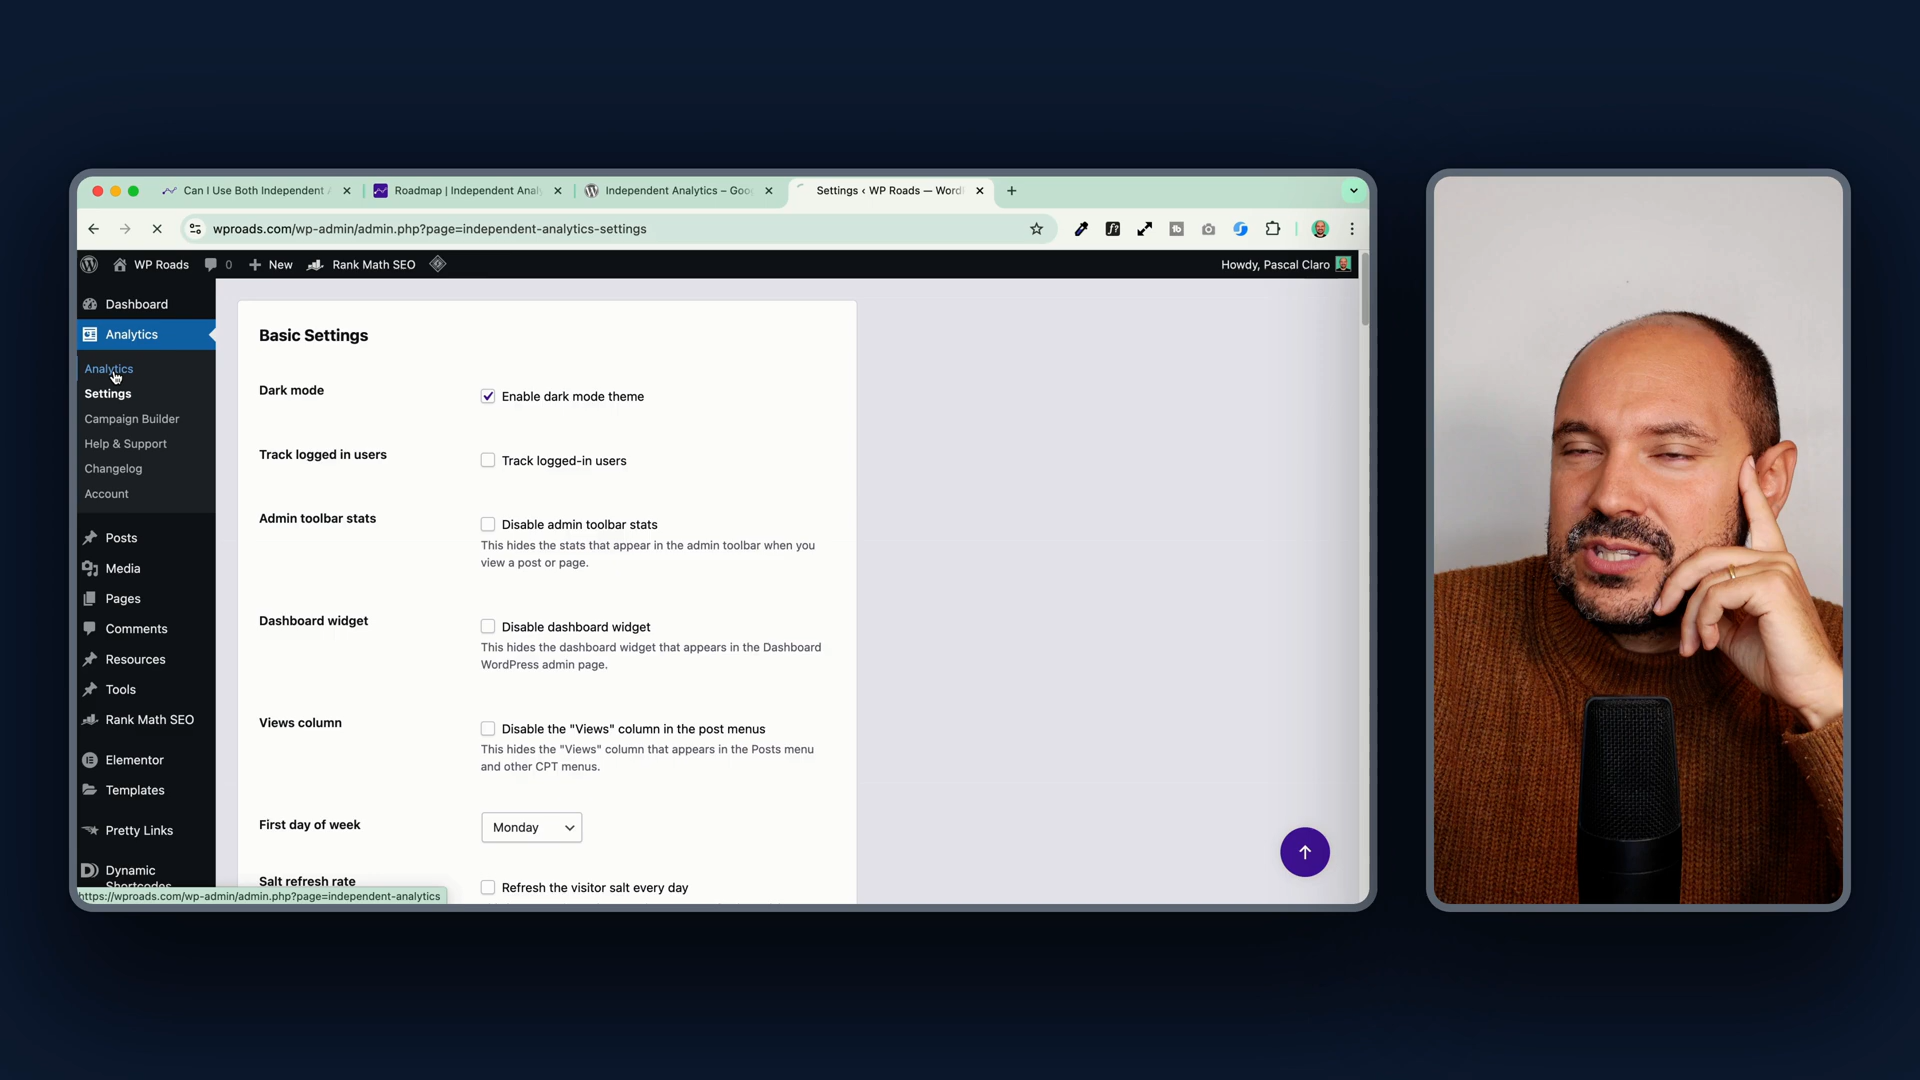 Can I Use Both Independent
Roadmap | Independent Analy
Independent Analytics – Goo
Settings ‹ WP Roads — Word
wproads.com/wp-admin/admin.php?page=independent-analytics-settings
WP Roads
0
New
Rank Math SEO
Howdy, Pascal Claro
Dashboard
Analytics
Analytics
Settings
Campaign Builder
Help & Support
Changelog
Account
Posts
Media
Pages
Comments
Resources
Tools
Rank Math SEO
Elementor
Templates
Pretty Links
Dynamic
Shortcodes
https://wproads.com/wp-admin/admin.php?page=independent-analytics
Basic Settings
Dark mode
Enable dark mode theme
Track logged in users
Track logged-in users
Admin toolbar stats
Disable admin toolbar stats
This hides the stats that appear in the admin toolbar when you
view a post or page.
Dashboard widget
Disable dashboard widget
This hides the dashboard widget that appears in the Dashboard
WordPress admin page.
Views column
Disable the "Views" column in the post menus
This hides the "Views" column that appears in the Posts menu
and other CPT menus.
First day of week
Monday
Salt refresh rate
Refresh the visitor salt every day